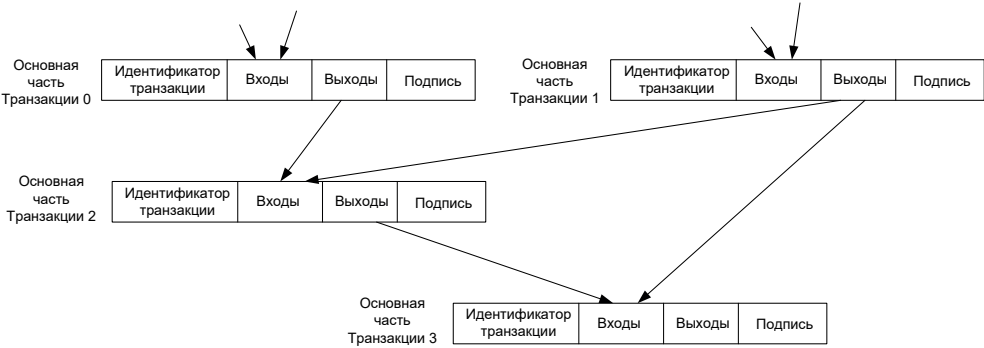 Основная
часть
Транзакции 0
Идентификатор
транзакции
Входы
Выходы
Подпись
Основная
часть
Транзакции 1
Идентификатор
транзакции
Входы
Выходы
Подпись
Основная
часть
Транзакции 2
Идентификатор
транзакции
Входы
Выходы
Подпись
Основная
часть
Транзакции 3
Идентификатор
транзакции
Входы
Выходы
Подпись